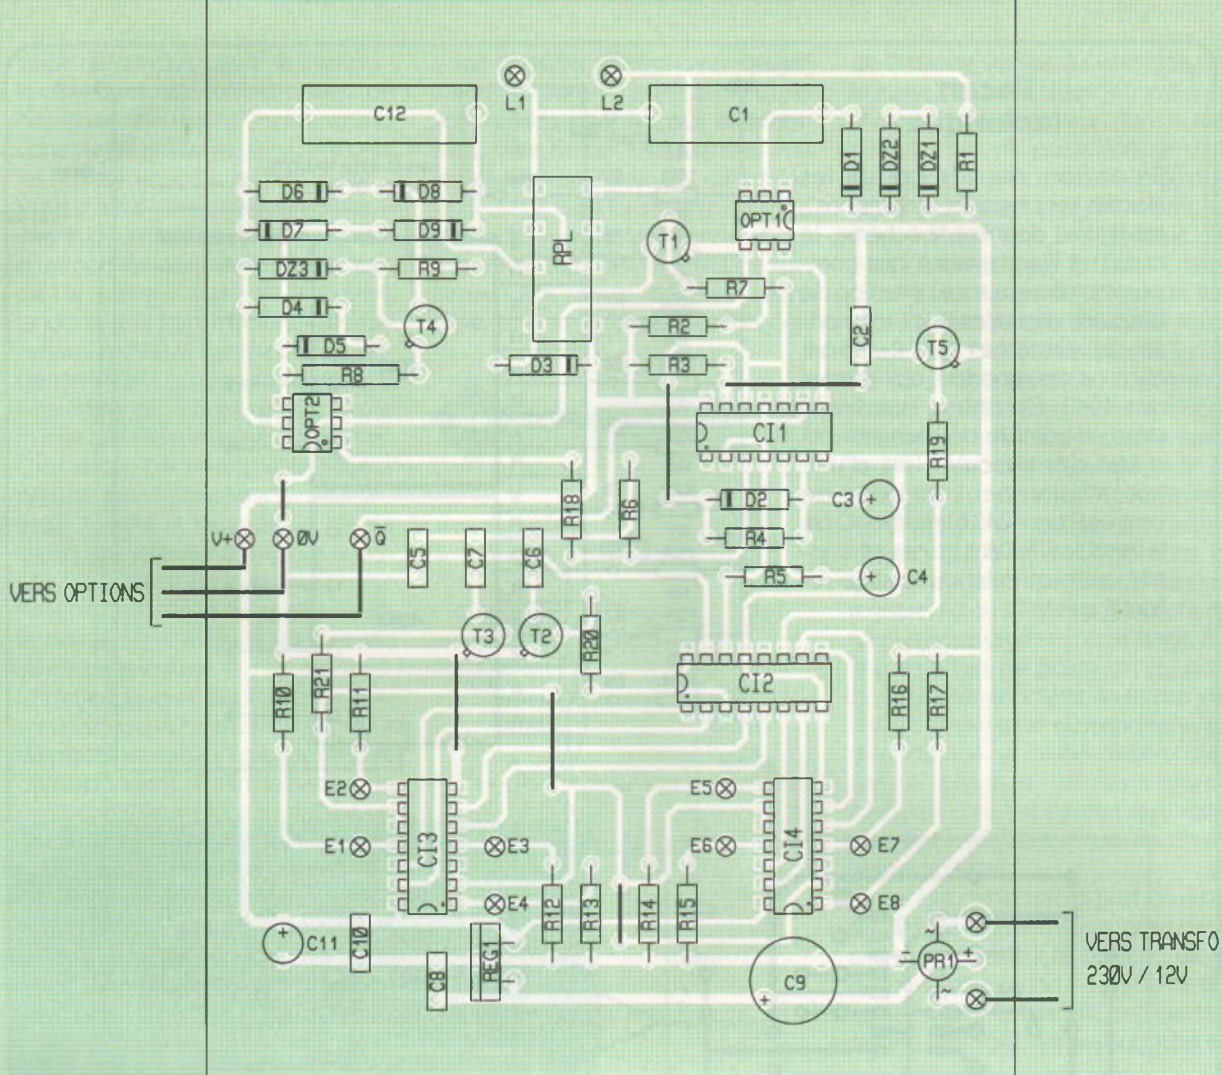 L1
L2
C12
C1
D1
DZ2
DZ1
R1
D6
D8
OPT1
D7
D9
RPL
T1
DZ3
R9
R7
D4
T4
R2
C2
T5
D5
R3
D3
R8
OPT2
CI1
R19
D2
C3
+
R18
R6
V+
ØV
Q̄
R4
C5
C7
C6
R5
+
C4
VERS OPTIONS
T3
T2
R20
R10
R21
R11
CI2
R16
R17
E2
E5
E1
CI3
E3
E6
CI4
E7
E4
E8
R12
R13
R14
R15
+
C11
C10
REG1
C8
C9
+
~
-
PR1
+
~
VERS TRANSFO
230V / 12V